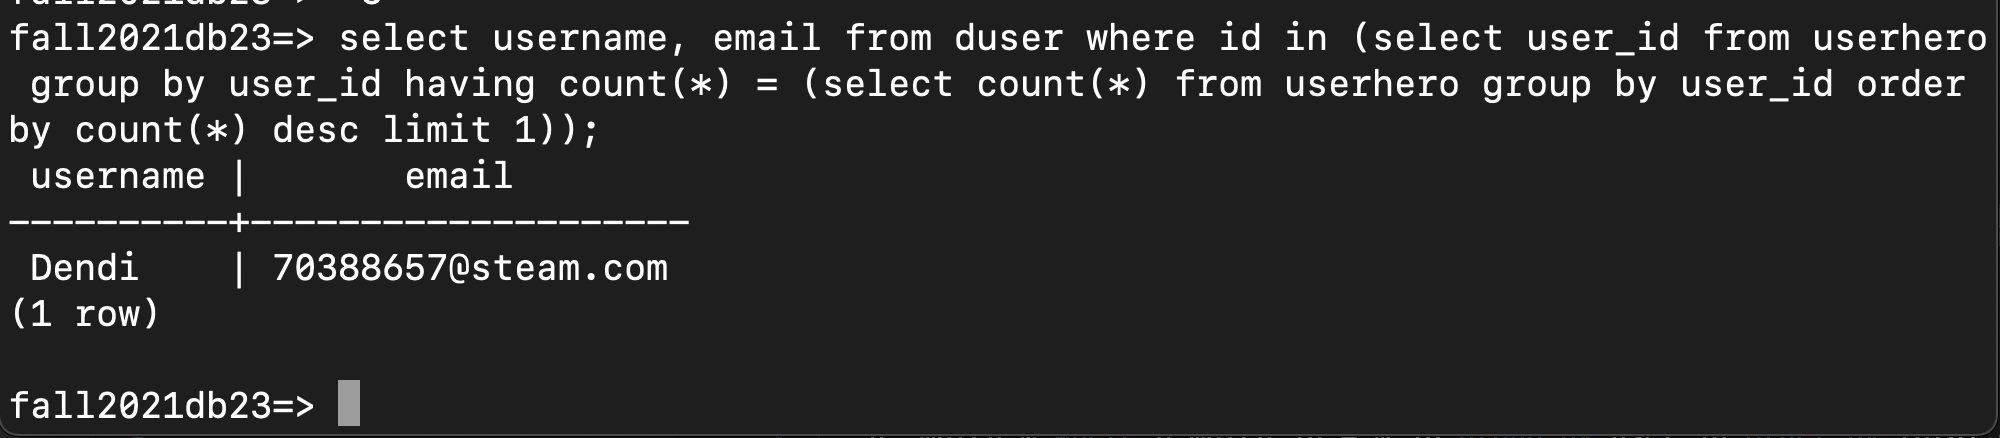 fall2021db23=> select username, email from duser where id in (select user_id from userhero
 group by user_id having count(*) = (select count(*) from userhero group by user_id order
by count(*) desc limit 1));
 username |       email
----------+--------------------
 Dendi    | 70388657@steam.com
(1 row)
fall2021db23=>